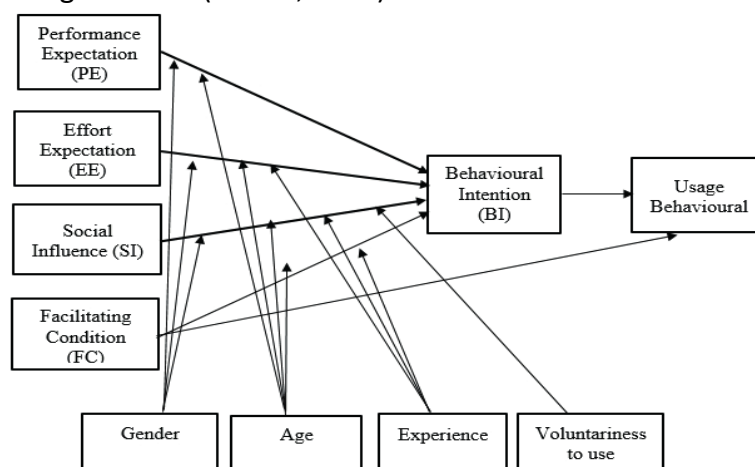 Performance
Expectation
(PE)
Effort
Expectation
(EE)
Social
Influence (SI)
Facilitating
Condition
(FC)
Behavioural
Intention
(BI)
Usage
Behavioural
Gender
Age
Experience
Voluntariness
to use